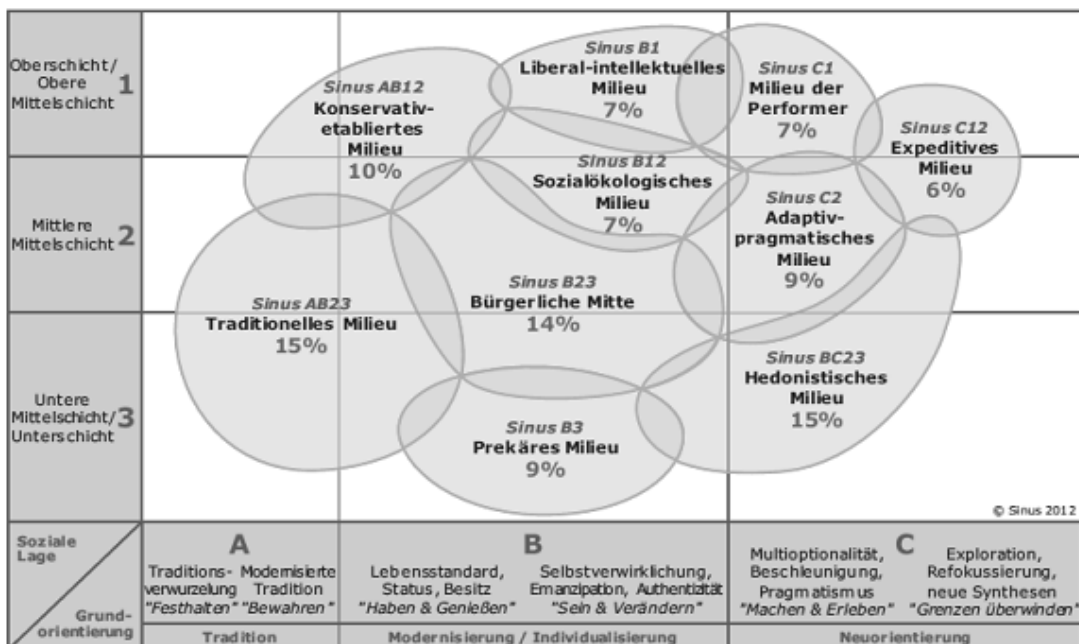 Oberschicht/
Obere
Mittelschicht
1
Mittlere
Mittelschicht
2
Untere
Mittelschicht/
Unterschicht
3
Sinus AB12
Konservativ-
etabliertes
Milieu
10%
Sinus B1
Liberal-intellektuelles
Milieu
7%
Sinus C1
Milieu der
Performer
7%
Sinus C12
Expeditives
Milieu
6%
Sinus B12
Sozialökologisches
Milieu
7%
Sinus C2
Adaptiv-
pragmatisches
Milieu
9%
Sinus AB23
Traditionelles Milieu
15%
Sinus B23
Bürgerliche Mitte
14%
Sinus BC23
Hedonistisches
Milieu
15%
Sinus B3
Prekäres Milieu
9%
© Sinus 2012
Soziale
Lage
Grund-
orientierung
A
Traditions-
verwurzelung
"Festhalten"
Modernisierte
Tradition
"Bewahren"
Tradition
B
Lebensstandard,
Status, Besitz
"Haben & Genießen"
Selbstverwirklichung,
Emanzipation, Authentizität
"Sein & Verändern"
Modernisierung / Individualisierung
C
Multioptionalität,
Beschleunigung,
Pragmatismus
"Machen & Erleben"
Exploration,
Refokussierung,
neue Synthesen
"Grenzen überwinden"
Neuorientierung